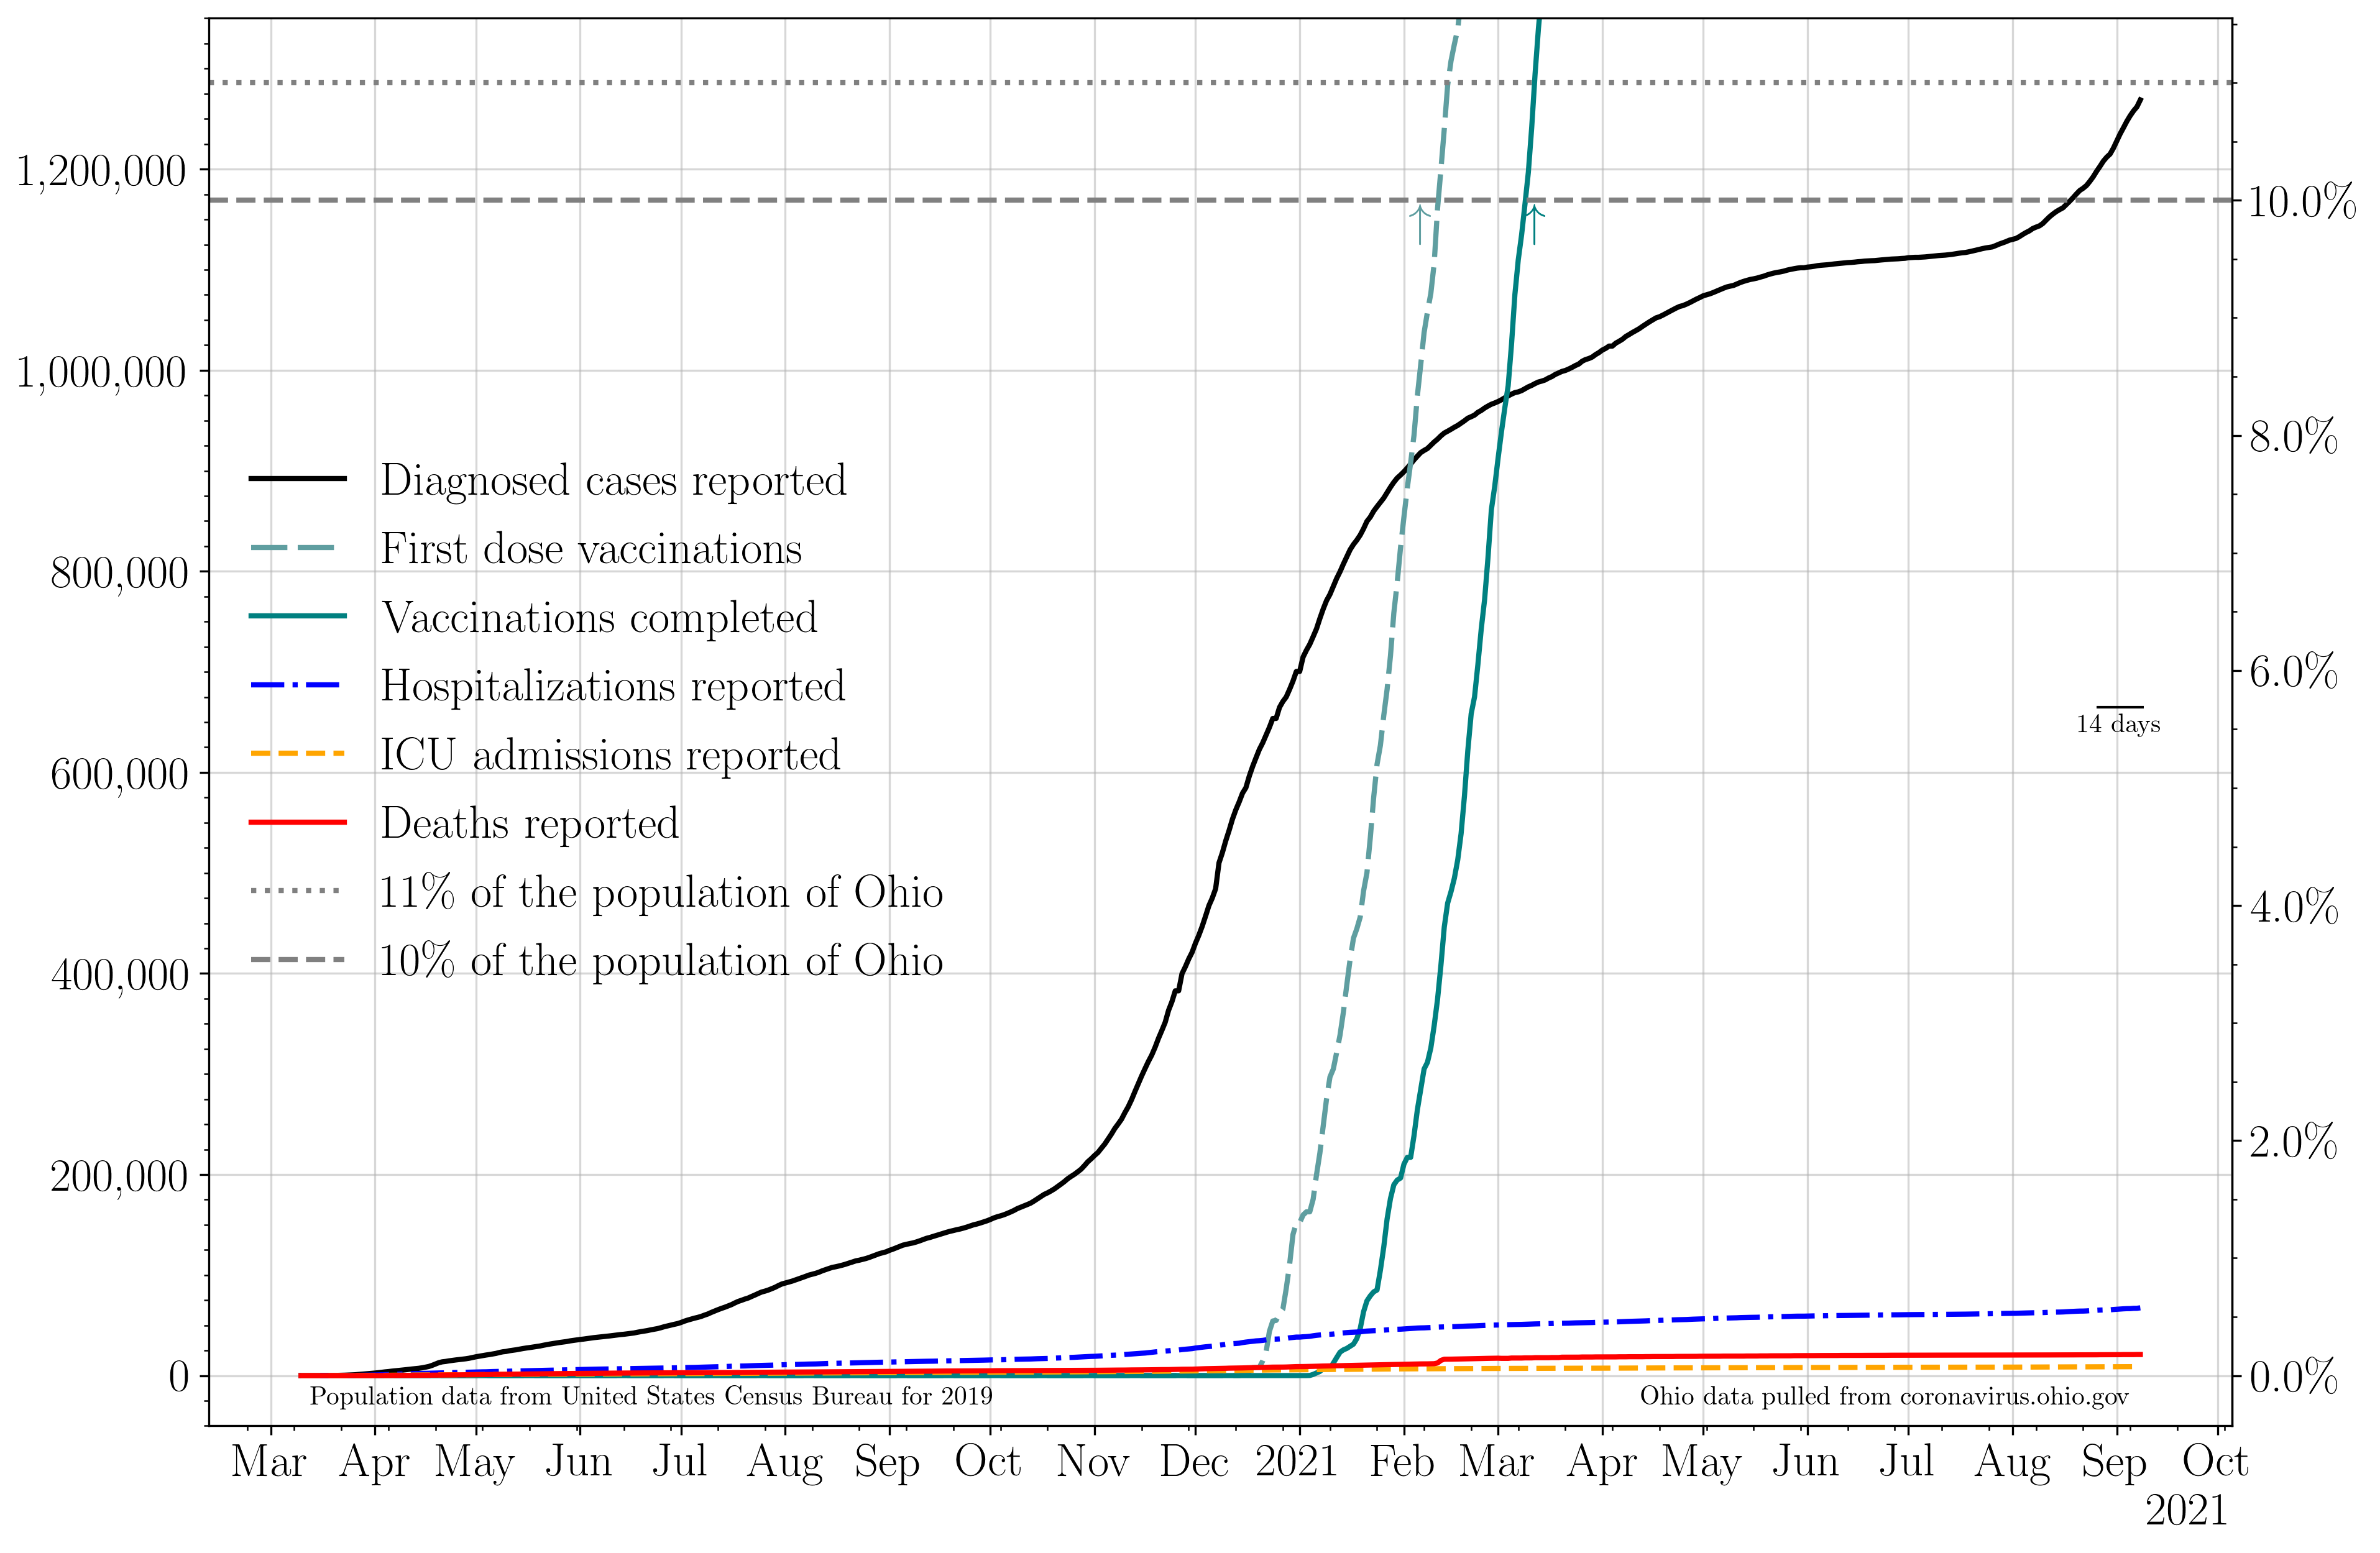 1,200,000
1,000,000
800,000
600,000
400,000
200,000
0
10.0%
8.0%
6.0%
4.0%
2.0%
0.0%
Diagnosed cases reported
First dose vaccinations
Vaccinations completed
Hospitalizations reported
ICU admissions reported
Deaths reported
11% of the population of Ohio
10% of the population of Ohio
14 days
Population data from United States Census Bureau for 2019
Ohio data pulled from coronavirus.ohio.gov
Mar Apr May Jun Jul Aug Sep Oct Nov Dec 2021 Feb Mar Apr May Jun Jul Aug Sep Oct
2021